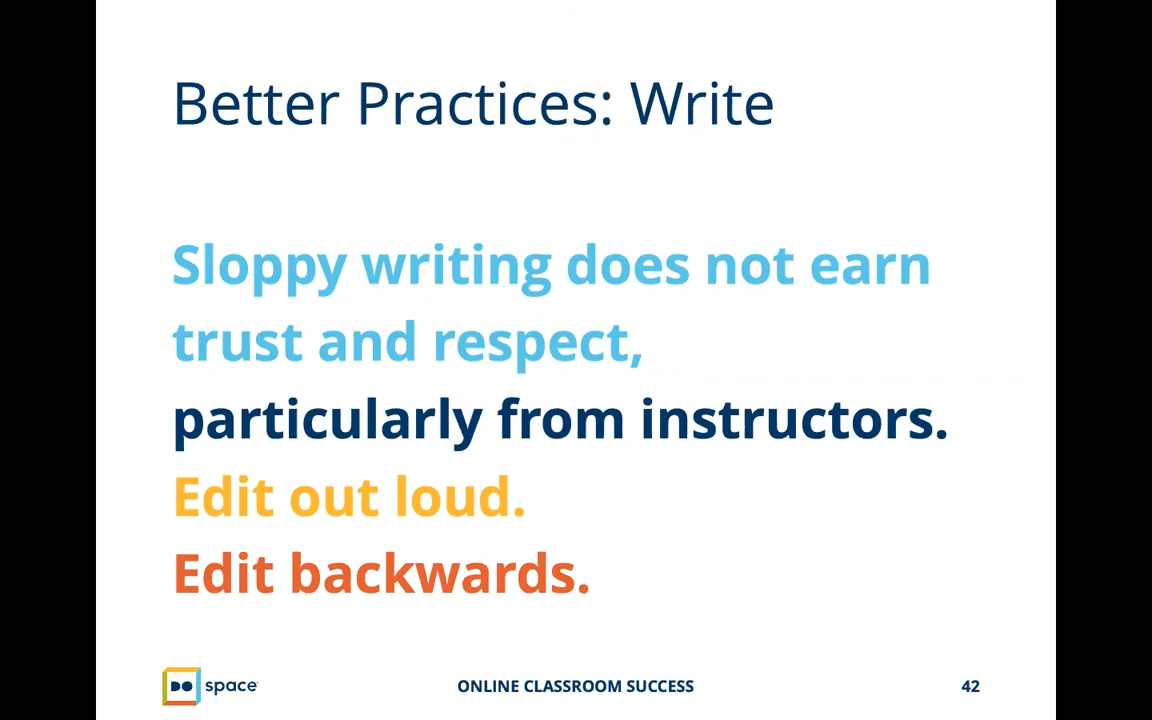 Better Practices: Write
Sloppy writing does not earn
trust and respect,
particularly from instructors.
Edit out loud.
Edit backwards.
DO space
ONLINE CLASSROOM SUCCESS
42